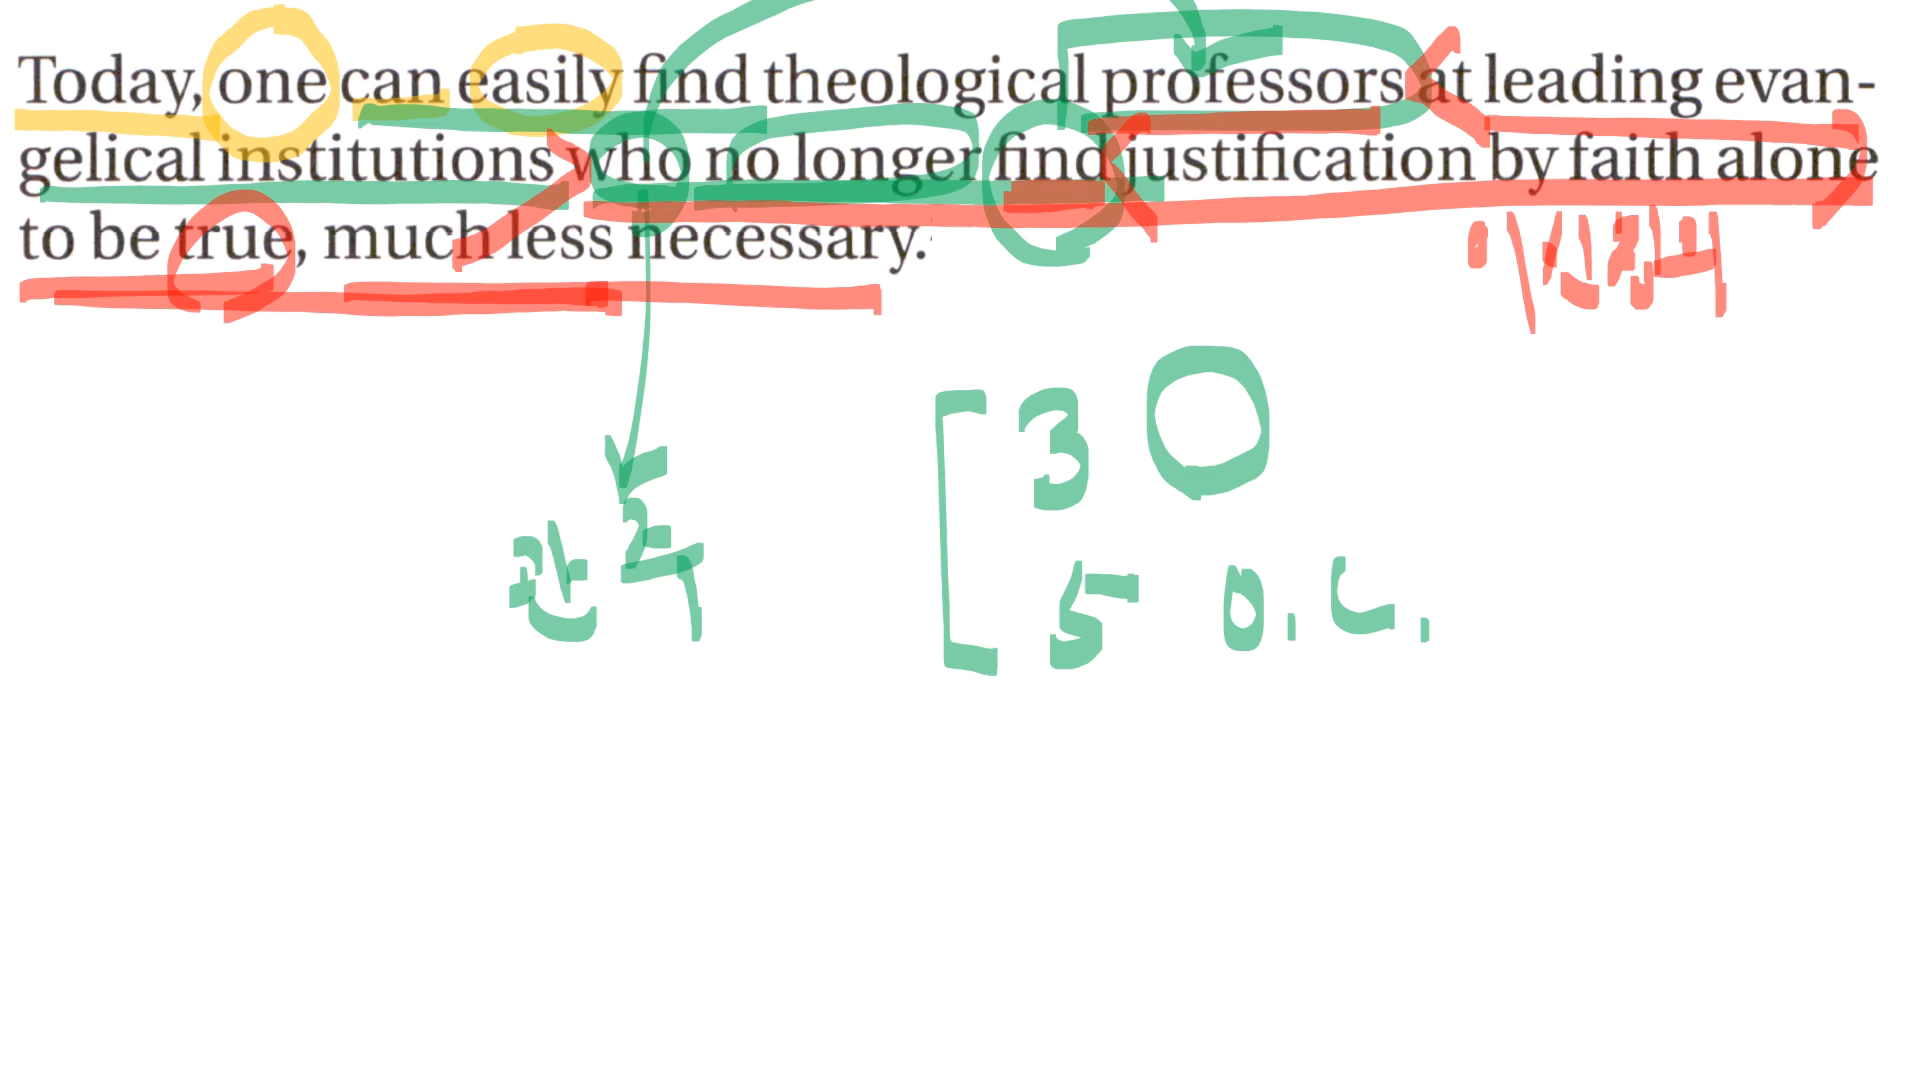 Today, one can easily find theological professors at leading evan-
gelical institutions who no longer find justification by faith alone
to be true, much less necessary.
이신칭의
관계
3
5 O.C.